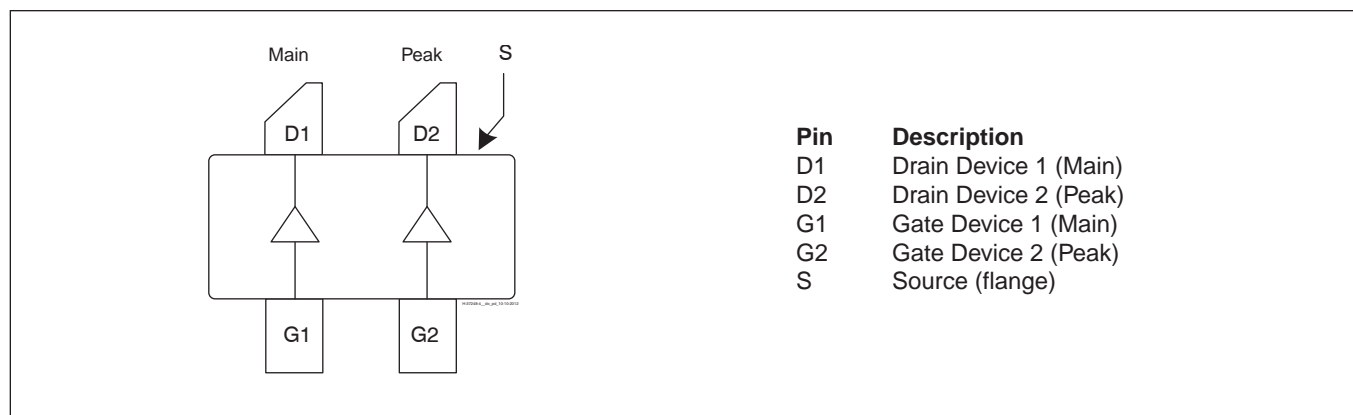 Main Peak S
D1 D2
G1 G2
Pin Description
D1 Drain Device 1 (Main)
D2 Drain Device 2 (Peak)
G1 Gate Device 1 (Main)
G2 Gate Device 2 (Peak)
S Source (flange)